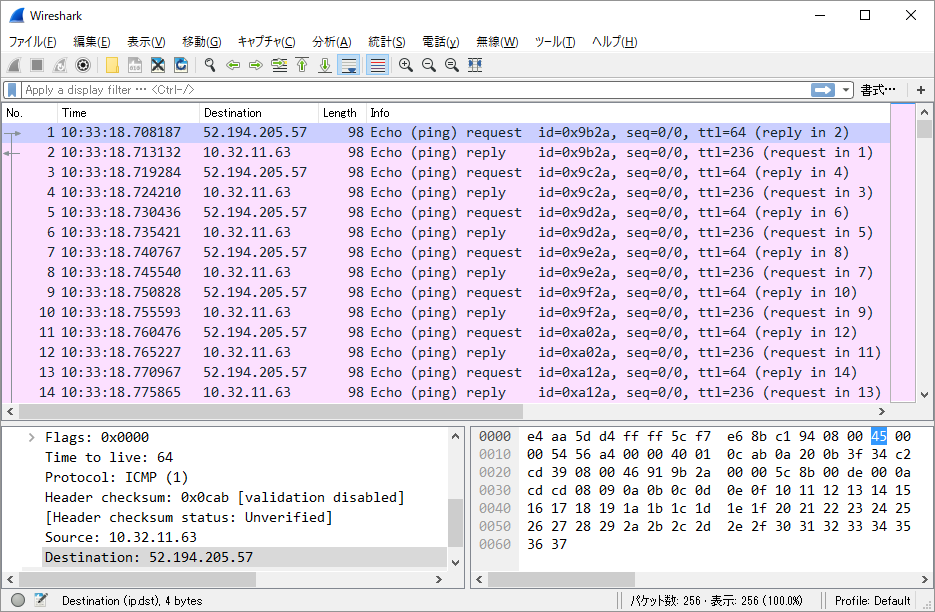 Wireshark
ファイル(F) 編集(E) 表示(V) 移動(G) キャプチャ(C) 分析(A) 統計(S) 電話(y) 無線(W) ツール(T) ヘルプ(H)
Apply a display filter … <Ctrl-/> 書式… +
No. Time Destination Length Info
1 10:33:18.708187 52.194.205.57 98 Echo (ping) request id=0x9b2a, seq=0/0, ttl=64 (reply in 2)
2 10:33:18.713132 10.32.11.63 98 Echo (ping) reply id=0x9b2a, seq=0/0, ttl=236 (request in 1)
3 10:33:18.719284 52.194.205.57 98 Echo (ping) request id=0x9c2a, seq=0/0, ttl=64 (reply in 4)
4 10:33:18.724210 10.32.11.63 98 Echo (ping) reply id=0x9c2a, seq=0/0, ttl=236 (request in 3)
5 10:33:18.730436 52.194.205.57 98 Echo (ping) request id=0x9d2a, seq=0/0, ttl=64 (reply in 6)
6 10:33:18.735421 10.32.11.63 98 Echo (ping) reply id=0x9d2a, seq=0/0, ttl=236 (request in 5)
7 10:33:18.740767 52.194.205.57 98 Echo (ping) request id=0x9e2a, seq=0/0, ttl=64 (reply in 8)
8 10:33:18.745540 10.32.11.63 98 Echo (ping) reply id=0x9e2a, seq=0/0, ttl=236 (request in 7)
9 10:33:18.750828 52.194.205.57 98 Echo (ping) request id=0x9f2a, seq=0/0, ttl=64 (reply in 10)
10 10:33:18.755593 10.32.11.63 98 Echo (ping) reply id=0x9f2a, seq=0/0, ttl=236 (request in 9)
11 10:33:18.760476 52.194.205.57 98 Echo (ping) request id=0xa02a, seq=0/0, ttl=64 (reply in 12)
12 10:33:18.765227 10.32.11.63 98 Echo (ping) reply id=0xa02a, seq=0/0, ttl=236 (request in 11)
13 10:33:18.770967 52.194.205.57 98 Echo (ping) request id=0xa12a, seq=0/0, ttl=64 (reply in 14)
14 10:33:18.775865 10.32.11.63 98 Echo (ping) reply id=0xa12a, seq=0/0, ttl=236 (request in 13)
Flags: 0x0000
Time to live: 64
Protocol: ICMP (1)
Header checksum: 0x0cab [validation disabled]
[Header checksum status: Unverified]
Source: 10.32.11.63
Destination: 52.194.205.57
0000 e4 aa 5d d4 ff ff 5c f7 e6 8b c1 94 08 00 45 00
0010 00 54 56 a4 00 00 40 01 0c ab 0a 20 0b 3f 34 c2
0020 cd 39 08 00 46 91 9b 2a 00 00 5c 8b 00 de 00 0a
0030 cd cd 08 09 0a 0b 0c 0d 0e 0f 10 11 12 13 14 15
0040 16 17 18 19 1a 1b 1c 1d 1e 1f 20 21 22 23 24 25
0050 26 27 28 29 2a 2b 2c 2d 2e 2f 30 31 32 33 34 35
0060 36 37
Destination (ip.dst), 4 bytes パケット数: 256 · 表示: 256 (100.0%) Profile: Default